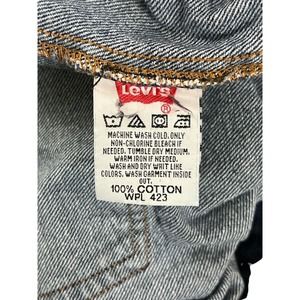 Levi's
®
MACHINE WASH COLD. ONLY
NON-CHLORINE BLEACH IF
NEEDED. TUMBLE DRY MEDIUM.
WARM IRON IF NEEDED.
WASH AND DRY WHIT LIKE
COLORS. WASH GARMENT INSIDE
OUT.
100% COTTON
WPL 423